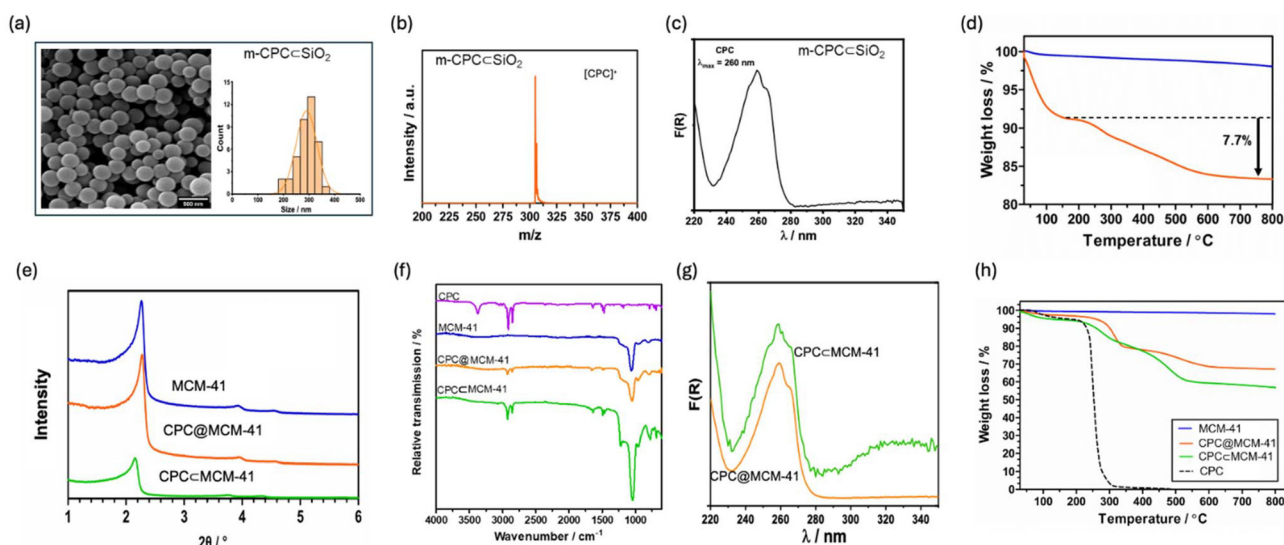 (a)
m-CPC⊂SiO₂
500 nm
Count
15
12
9
6
3
0
0 100 200 300 400 500
Size / nm
(b)
m-CPC⊂SiO₂
[CPC]⁺
Intensity / a.u.
200 225 250 275 300 325 350 375 400
m/z
(c)
CPC
λmax = 260 nm
m-CPC⊂SiO₂
F(R)
220 240 260 280 300 320 340
λ / nm
(d)
Weight loss / %
100
95
90
85
80
7.7%
100 200 300 400 500 600 700 800
Temperature / °C
(e)
Intensity
MCM-41
CPC@MCM-41
CPC⊂MCM-41
1 2 3 4 5 6
2θ / °
(f)
Relative transimission / %
CPC
MCM-41
CPC@MCM-41
CPC⊂MCM-41
4000 3500 3000 2500 2000 1500 1000
Wavenumber / cm⁻¹
(g)
F(R)
CPC⊂MCM-41
CPC@MCM-41
220 240 260 280 300 320 340
λ / nm
(h)
Weight loss / %
100
90
80
70
60
50
40
30
20
10
0
MCM-41
CPC@MCM-41
CPC⊂MCM-41
CPC
100 200 300 400 500 600 700 800
Temperature / °C